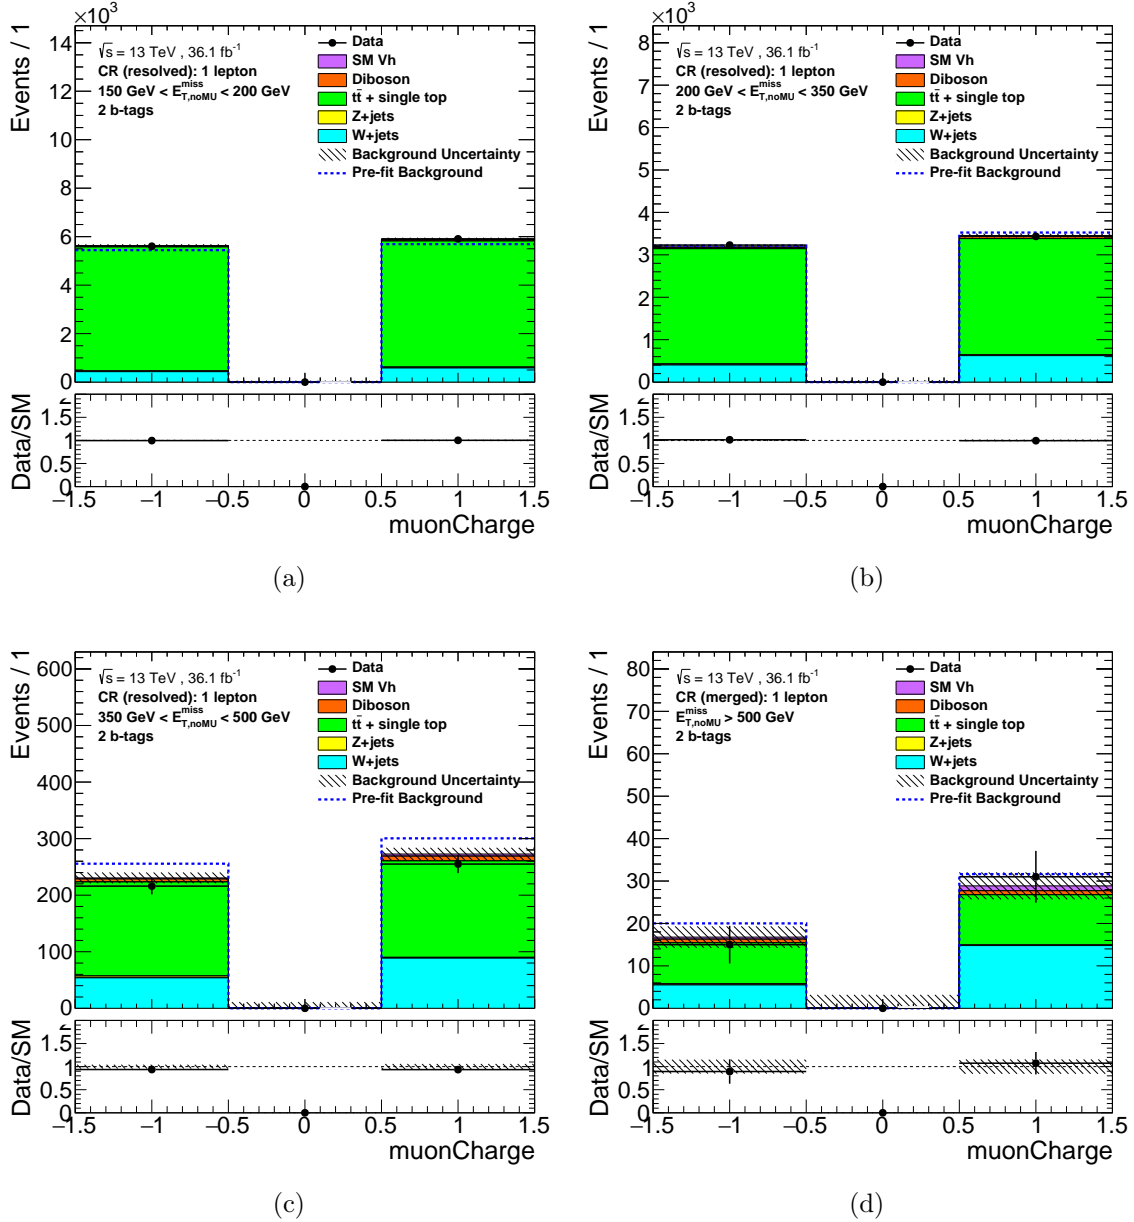 ×10³
Events / 1
14
12
10
8
6
4
2
0
√s = 13 TeV , 36.1 fb⁻¹
CR (resolved): 1 lepton
150 GeV < E^miss_T,noMU < 200 GeV
2 b-tags
Data
SM Vh
Diboson
tt̄ + single top
Z+jets
W+jets
Background Uncertainty
Pre-fit Background
Data/SM
2
1.5
1
0.5
0
−1.5 −1 −0.5 0 0.5 1 1.5
muonCharge
(a)
×10³
Events / 1
8
7
6
5
4
3
2
1
0
√s = 13 TeV , 36.1 fb⁻¹
CR (resolved): 1 lepton
200 GeV < E^miss_T,noMU < 350 GeV
2 b-tags
Data
SM Vh
Diboson
tt̄ + single top
Z+jets
W+jets
Background Uncertainty
Pre-fit Background
Data/SM
2
1.5
1
0.5
0
−1.5 −1 −0.5 0 0.5 1 1.5
muonCharge
(b)
Events / 1
600
500
400
300
200
100
0
√s = 13 TeV , 36.1 fb⁻¹
CR (resolved): 1 lepton
350 GeV < E^miss_T,noMU < 500 GeV
2 b-tags
Data
SM Vh
Diboson
tt̄ + single top
Z+jets
W+jets
Background Uncertainty
Pre-fit Background
Data/SM
2
1.5
1
0.5
0
−1.5 −1 −0.5 0 0.5 1 1.5
muonCharge
(c)
Events / 1
80
70
60
50
40
30
20
10
0
√s = 13 TeV , 36.1 fb⁻¹
CR (merged): 1 lepton
E^miss_T,noMU > 500 GeV
2 b-tags
Data
SM Vh
Diboson
tt̄ + single top
Z+jets
W+jets
Background Uncertainty
Pre-fit Background
Data/SM
2
1.5
1
0.5
0
−1.5 −1 −0.5 0 0.5 1 1.5
muonCharge
(d)